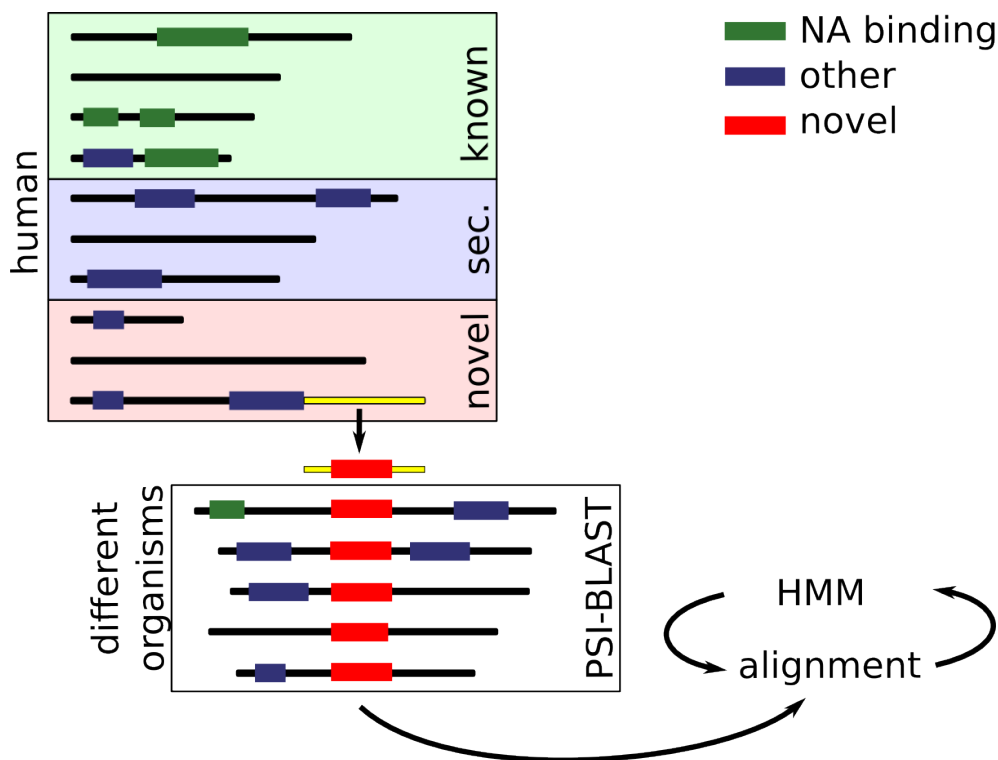 NA binding
other
novel
human
known
sec.
novel
different
organisms
PSI-BLAST
HMM
alignment